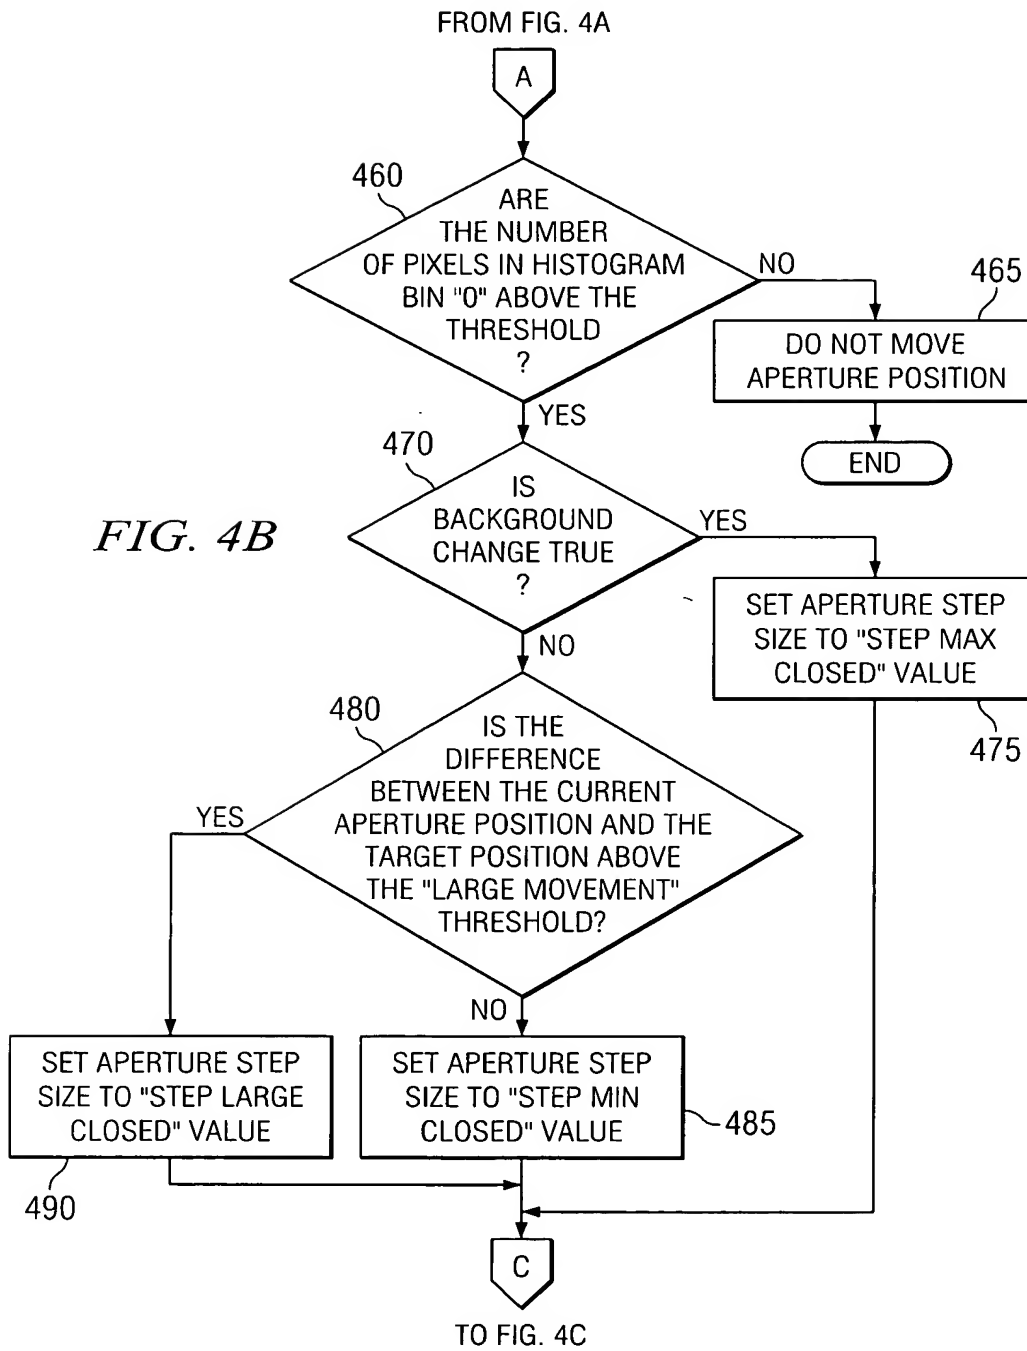 FROM FIG. 4A
A
460
ARE
THE NUMBER
OF PIXELS IN HISTOGRAM
BIN "0" ABOVE THE
THRESHOLD
?
NO
465
DO NOT MOVE
APERTURE POSITION
END
YES
470
IS
BACKGROUND
CHANGE TRUE
?
YES
FIG. 4B
SET APERTURE STEP
SIZE TO "STEP MAX
CLOSED" VALUE
475
NO
480
IS THE
DIFFERENCE
BETWEEN THE CURRENT
APERTURE POSITION AND THE
TARGET POSITION ABOVE
THE "LARGE MOVEMENT"
THRESHOLD?
YES
NO
SET APERTURE STEP
SIZE TO "STEP LARGE
CLOSED" VALUE
490
SET APERTURE STEP
SIZE TO "STEP MIN
CLOSED" VALUE
485
C
TO FIG. 4C